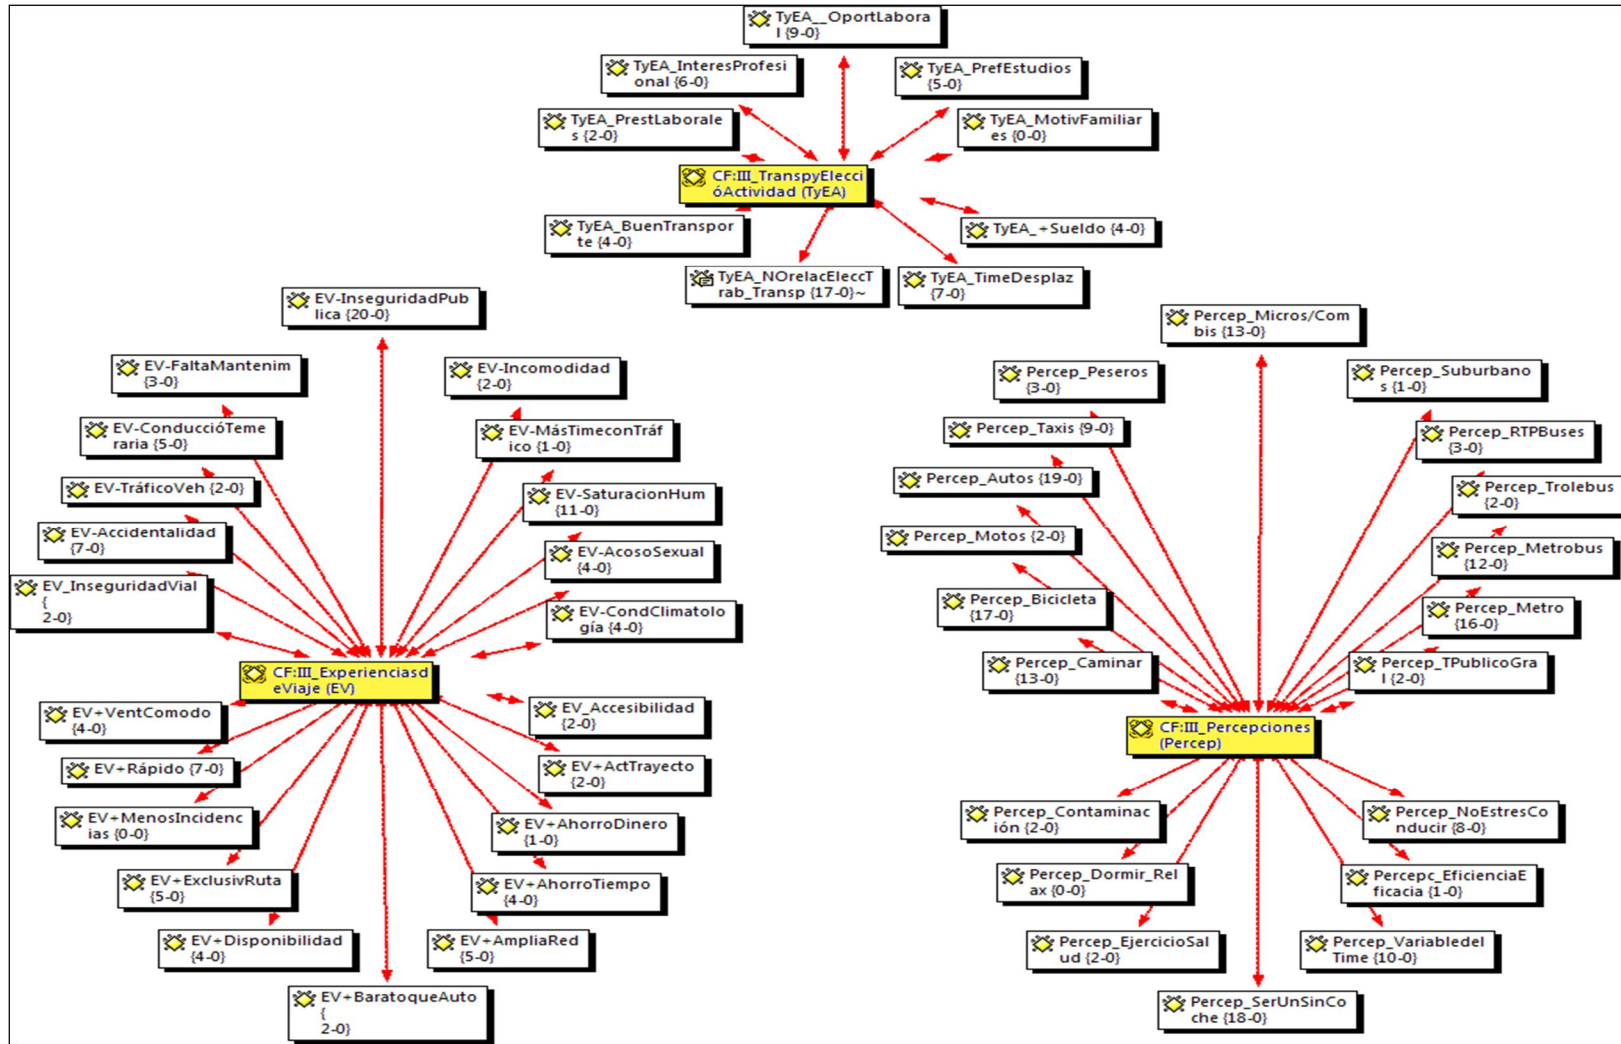 TyEA__OportLabora
l {9-0}
TyEA_InteresProfesi
onal {6-0}
TyEA_PrefEstudios
{5-0}
TyEA_PrestLaborale
s {2-0}
TyEA_MotivFamiliar
es {0-0}
CF:III_TranspyElecci
óActividad (TyEA)
TyEA_BuenTranspor
te {4-0}
TyEA_+Sueldo {4-0}
TyEA_NOrelacEleccT
rab_Transp {17-0}~
TyEA_TimeDesplaz
{7-0}
EV-InseguridadPub
lica {20-0}
EV-FaltaMantenim
{3-0}
EV-Incomodidad
{2-0}
EV-ConduccióTeme
raria {5-0}
EV-MásTimeconTrá
fico {1-0}
EV-TráficoVeh {2-0}
EV-SaturacionHum
{11-0}
EV-Accidentalidad
{7-0}
EV-AcosoSexual
{4-0}
EV_InseguridadVial
{
2-0}
EV-CondClimatolo
gía {4-0}
CF:III_Experienciasd
eViaje (EV)
EV+VentComodo
{4-0}
EV_Accesibilidad
{2-0}
EV+Rápido {7-0}
EV+ActTrayecto
{2-0}
EV+MenosIncidenc
ias {0-0}
EV+AhorroDinero
{1-0}
EV+ExclusivRuta
{5-0}
EV+AhorroTiempo
{4-0}
EV+Disponibilidad
{4-0}
EV+AmpliaRed
{5-0}
EV+BaratoqueAuto
{
2-0}
Percep_Micros/Com
bis {13-0}
Percep_Peseros
{3-0}
Percep_Suburbano
s {1-0}
Percep_Taxis {9-0}
Percep_RTPBuses
{3-0}
Percep_Autos {19-0}
Percep_Trolebus
{2-0}
Percep_Motos {2-0}
Percep_Metrobus
{12-0}
Percep_Bicicleta
{17-0}
Percep_Metro
{16-0}
Percep_Caminar
{13-0}
Percep_TPublicoGra
l {2-0}
CF:III_Percepciones
(Percep)
Percep_Contaminac
ión {2-0}
Percep_NoEstresCo
nducir {8-0}
Percep_Dormir_Rel
ax {0-0}
Percepc_EficienciaE
ficacia {1-0}
Percep_EjercicioSal
ud {2-0}
Percep_Variabledel
Time {10-0}
Percep_SerUnSinCo
che {18-0}